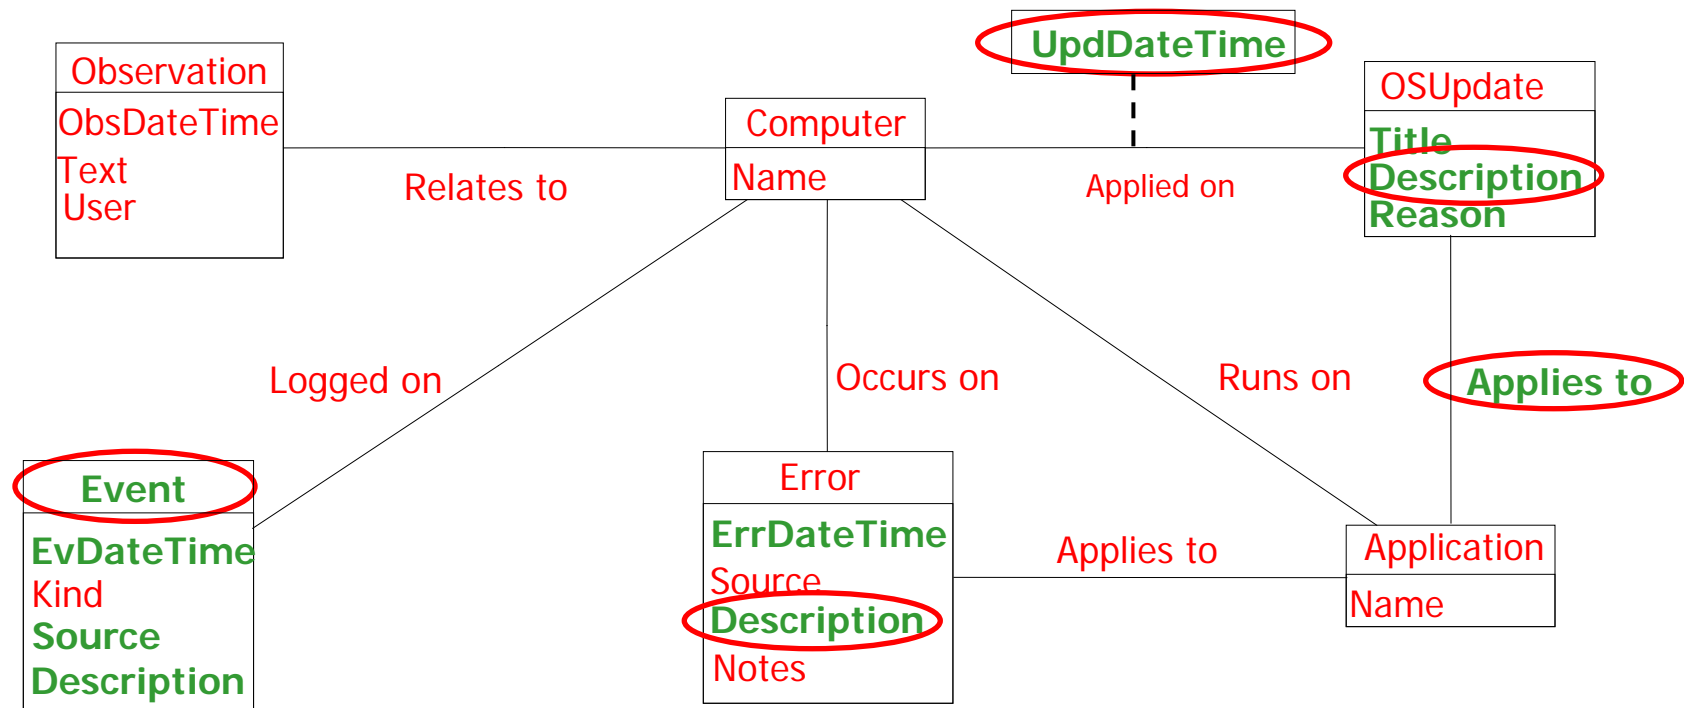 UpdDateTime
Observation
ObsDateTime
Text
User
Relates to
Computer
Name
Applied on
OSUpdate
Title
Description
Reason
Logged on
Occurs on
Runs on
Applies to
Event
EvDateTime
Kind
Source
Description
Error
ErrDateTime
Source
Description
Notes
Applies to
Application
Name